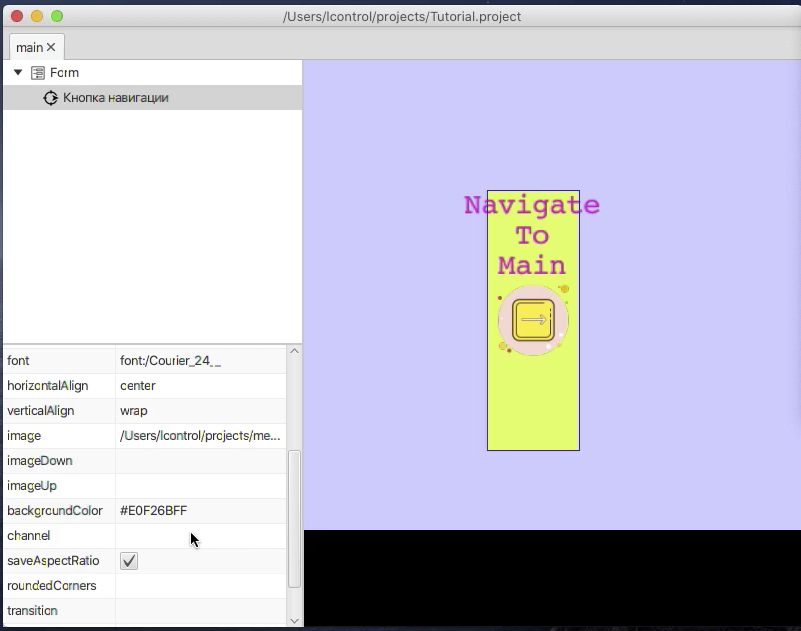 /Users/lcontrol/projects/Tutorial.project
main
Form
Кнопка навигации
font font:/Courier_24__
horizontalAlign center
verticalAlign wrap
image /Users/lcontrol/projects/me...
imageDown
imageUp
backgroundColor #E0F26BFF
channel
saveAspectRatio
roundedCorners
transition
Navigate
To
Main